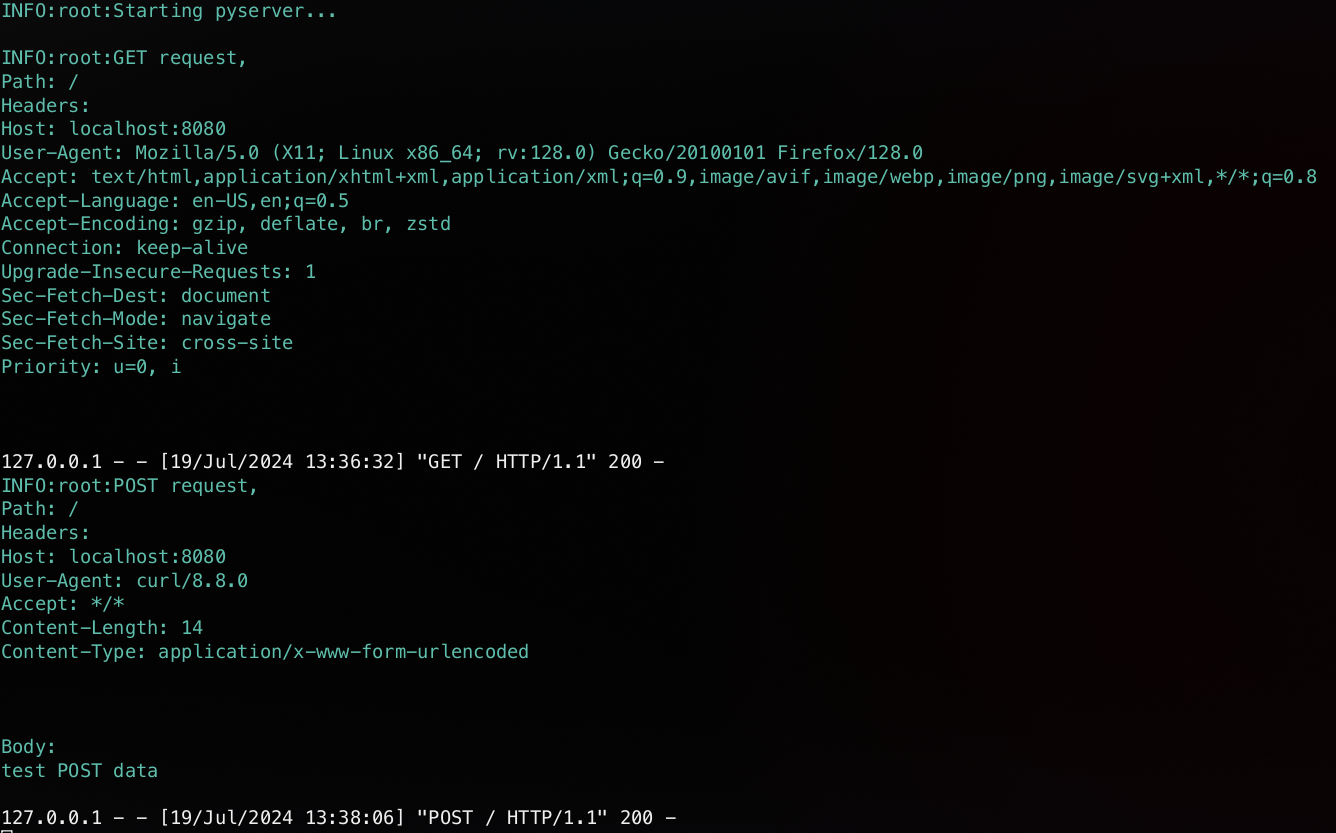 INFO:root:Starting pyserver...
INFO:root:GET request,
Path: /
Headers:
Host: localhost:8080
User-Agent: Mozilla/5.0 (X11; Linux x86_64; rv:128.0) Gecko/20100101 Firefox/128.0
Accept: text/html,application/xhtml+xml,application/xml;q=0.9,image/avif,image/webp,image/png,image/svg+xml,*/*;q=0.8
Accept-Language: en-US,en;q=0.5
Accept-Encoding: gzip, deflate, br, zstd
Connection: keep-alive
Upgrade-Insecure-Requests: 1
Sec-Fetch-Dest: document
Sec-Fetch-Mode: navigate
Sec-Fetch-Site: cross-site
Priority: u=0, i
127.0.0.1 - - [19/Jul/2024 13:36:32] "GET / HTTP/1.1" 200 -
INFO:root:POST request,
Path: /
Headers:
Host: localhost:8080
User-Agent: curl/8.8.0
Accept: */*
Content-Length: 14
Content-Type: application/x-www-form-urlencoded
Body:
test POST data
127.0.0.1 - - [19/Jul/2024 13:38:06] "POST / HTTP/1.1" 200 -